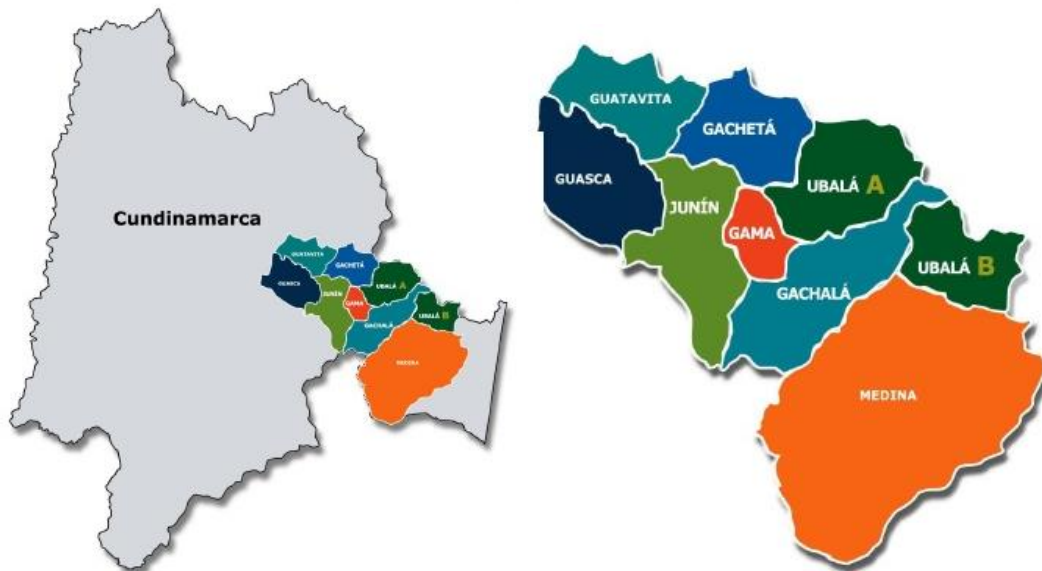 Cundinamarca
GUATAVITA
GACHETÁ
GUASCA
JUNÍN
UBALÁ A
GAMA
GACHALÁ
UBALÁ B
MEDINA
GUATAVITA
GACHETÁ
GUASCA
UBALÁ A
JUNÍN
GAMA
UBALÁ B
GACHALÁ
MEDINA